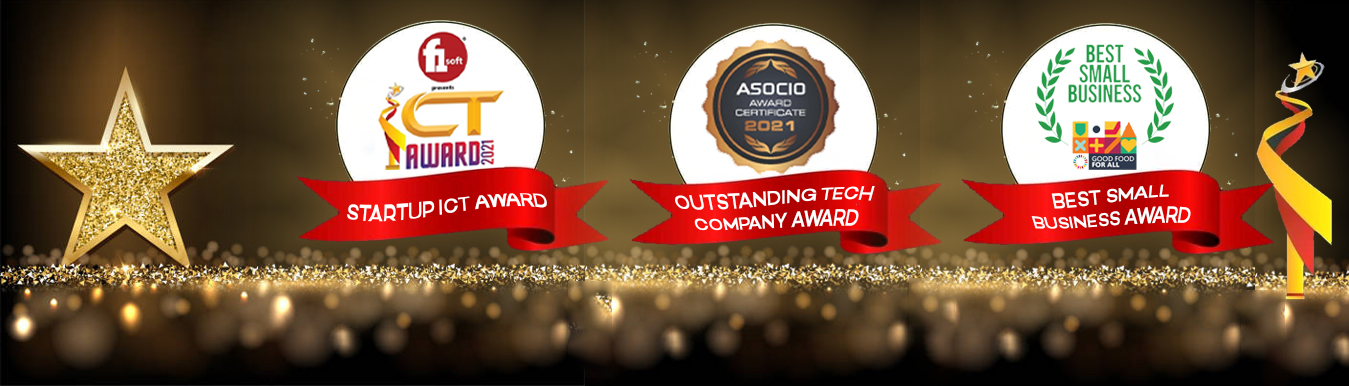 f1soft
presents
ICT
AWARD 2021
STARTUP ICT AWARD
ASOCIO
AWARD
CERTIFICATE
2021
OUTSTANDING TECH
COMPANY AWARD
BEST
SMALL
BUSINESS
GOOD FOOD
FOR ALL
BEST SMALL
BUSINESS AWARD